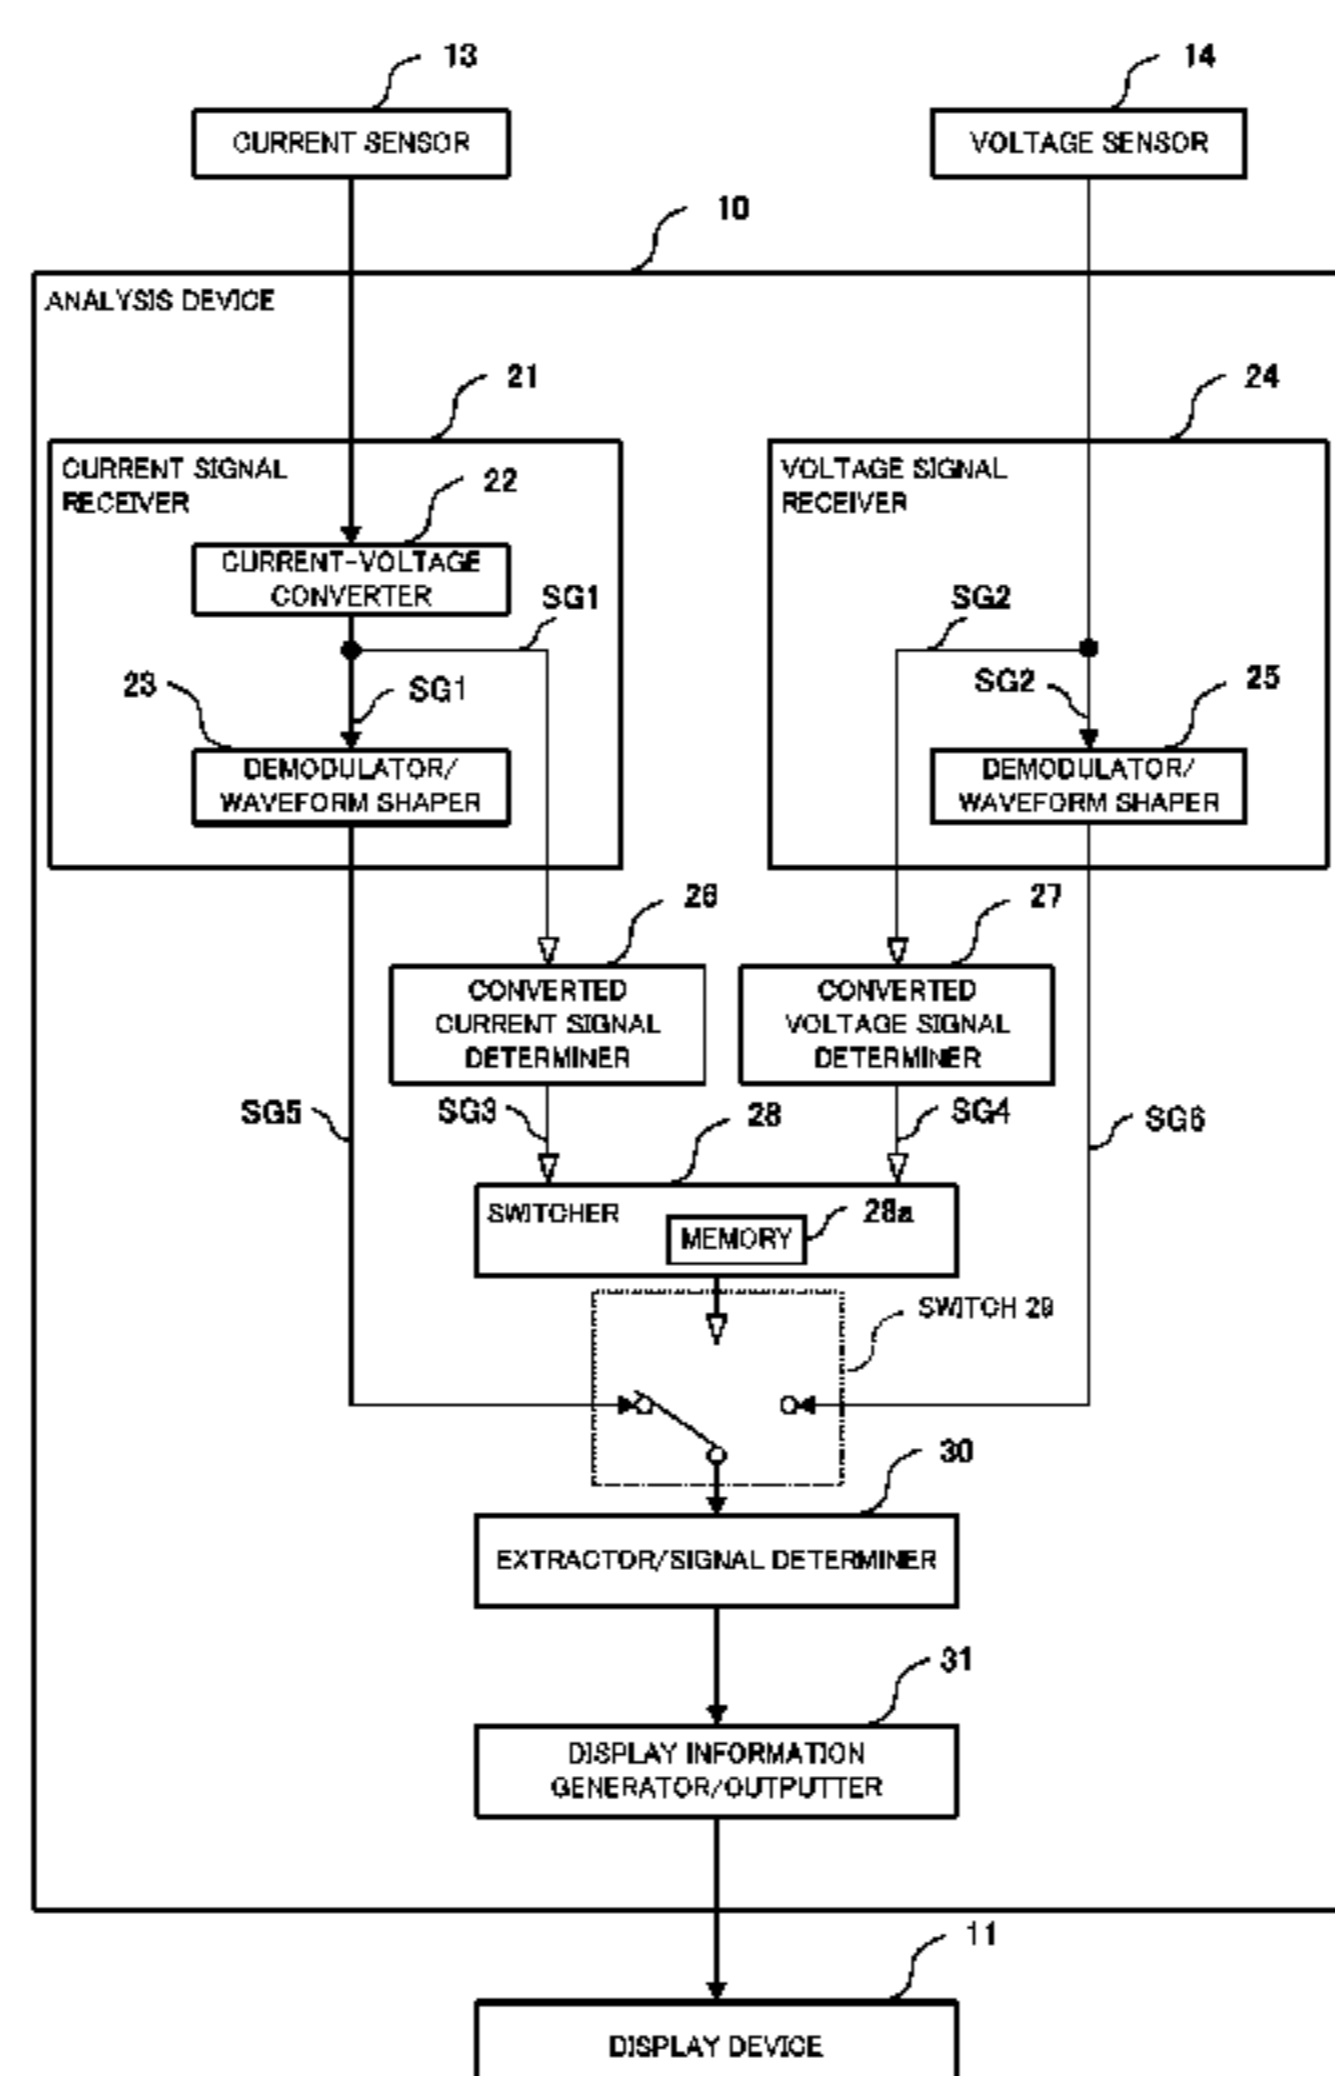 13
14
CURRENT SENSOR
VOLTAGE SENSOR
10
ANALYSIS DEVICE
21
24
CURRENT SIGNAL
RECEIVER
VOLTAGE SIGNAL
RECEIVER
22
CURRENT-VOLTAGE
CONVERTER
SG1
SG2
23
SG1
SG2
25
DEMODULATOR/
WAVEFORM SHAPER
DEMODULATOR/
WAVEFORM SHAPER
26
27
CONVERTED
CURRENT SIGNAL
DETERMINER
CONVERTED
VOLTAGE SIGNAL
DETERMINER
SG5
SG3
28
SG4
SG6
SWITCHER
28a
MEMORY
SWITCH 29
30
EXTRACTOR/SIGNAL DETERMINER
31
DISPLAY INFORMATION
GENERATOR/OUTPUTTER
11
DISPLAY DEVICE